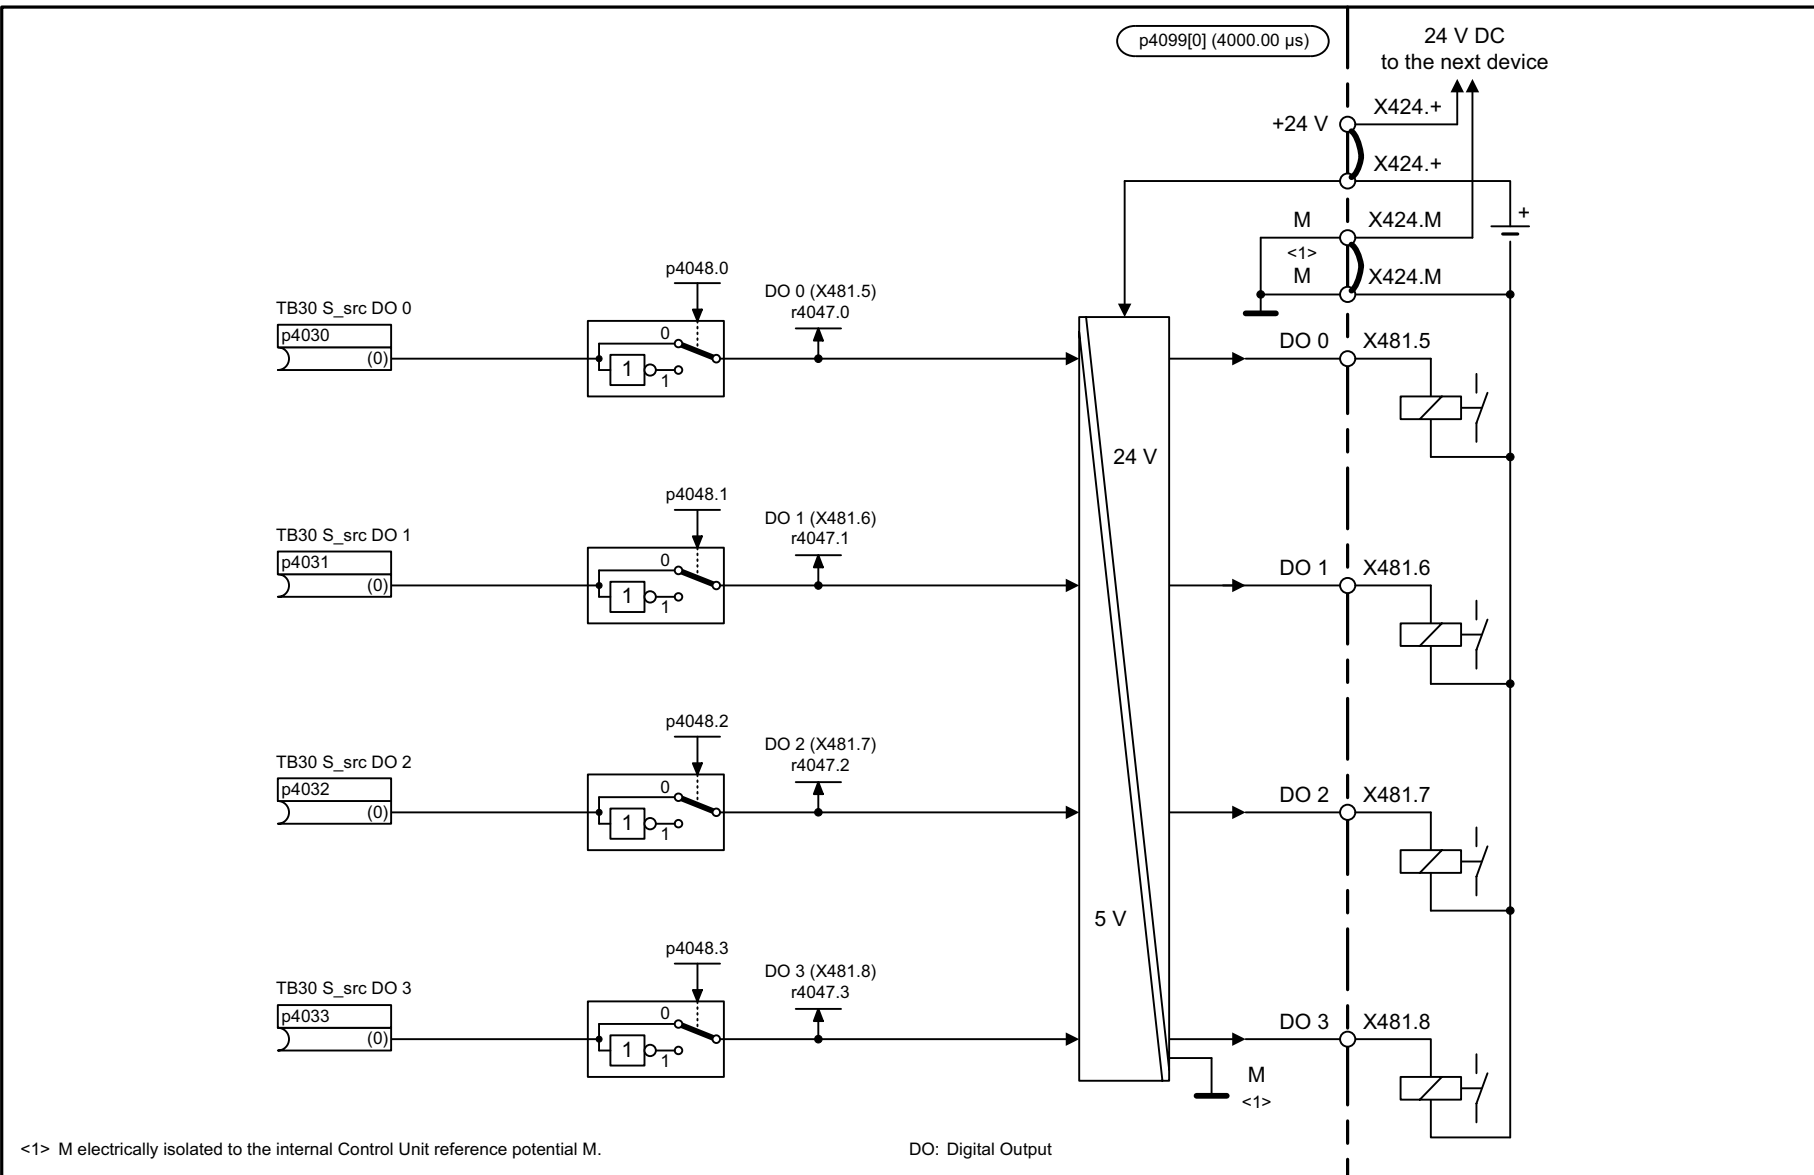 p4099[0] (4000.00 µs)
24 V DC
to the next device
X424.+
+24 V
X424.+
M
X424.M
+
<1>
M
X424.M
p4048.0
TB30 S_src DO 0
p4030
(0)
0
1
1
DO 0 (X481.5)
r4047.0
DO 0
X481.5
24 V
p4048.1
TB30 S_src DO 1
p4031
(0)
0
1
1
DO 1 (X481.6)
r4047.1
DO 1
X481.6
p4048.2
TB30 S_src DO 2
p4032
(0)
0
1
1
DO 2 (X481.7)
r4047.2
DO 2
X481.7
5 V
p4048.3
TB30 S_src DO 3
p4033
(0)
0
1
1
DO 3 (X481.8)
r4047.3
DO 3
X481.8
M
<1>
<1> M electrically isolated to the internal Control Unit reference potential M.
DO: Digital Output